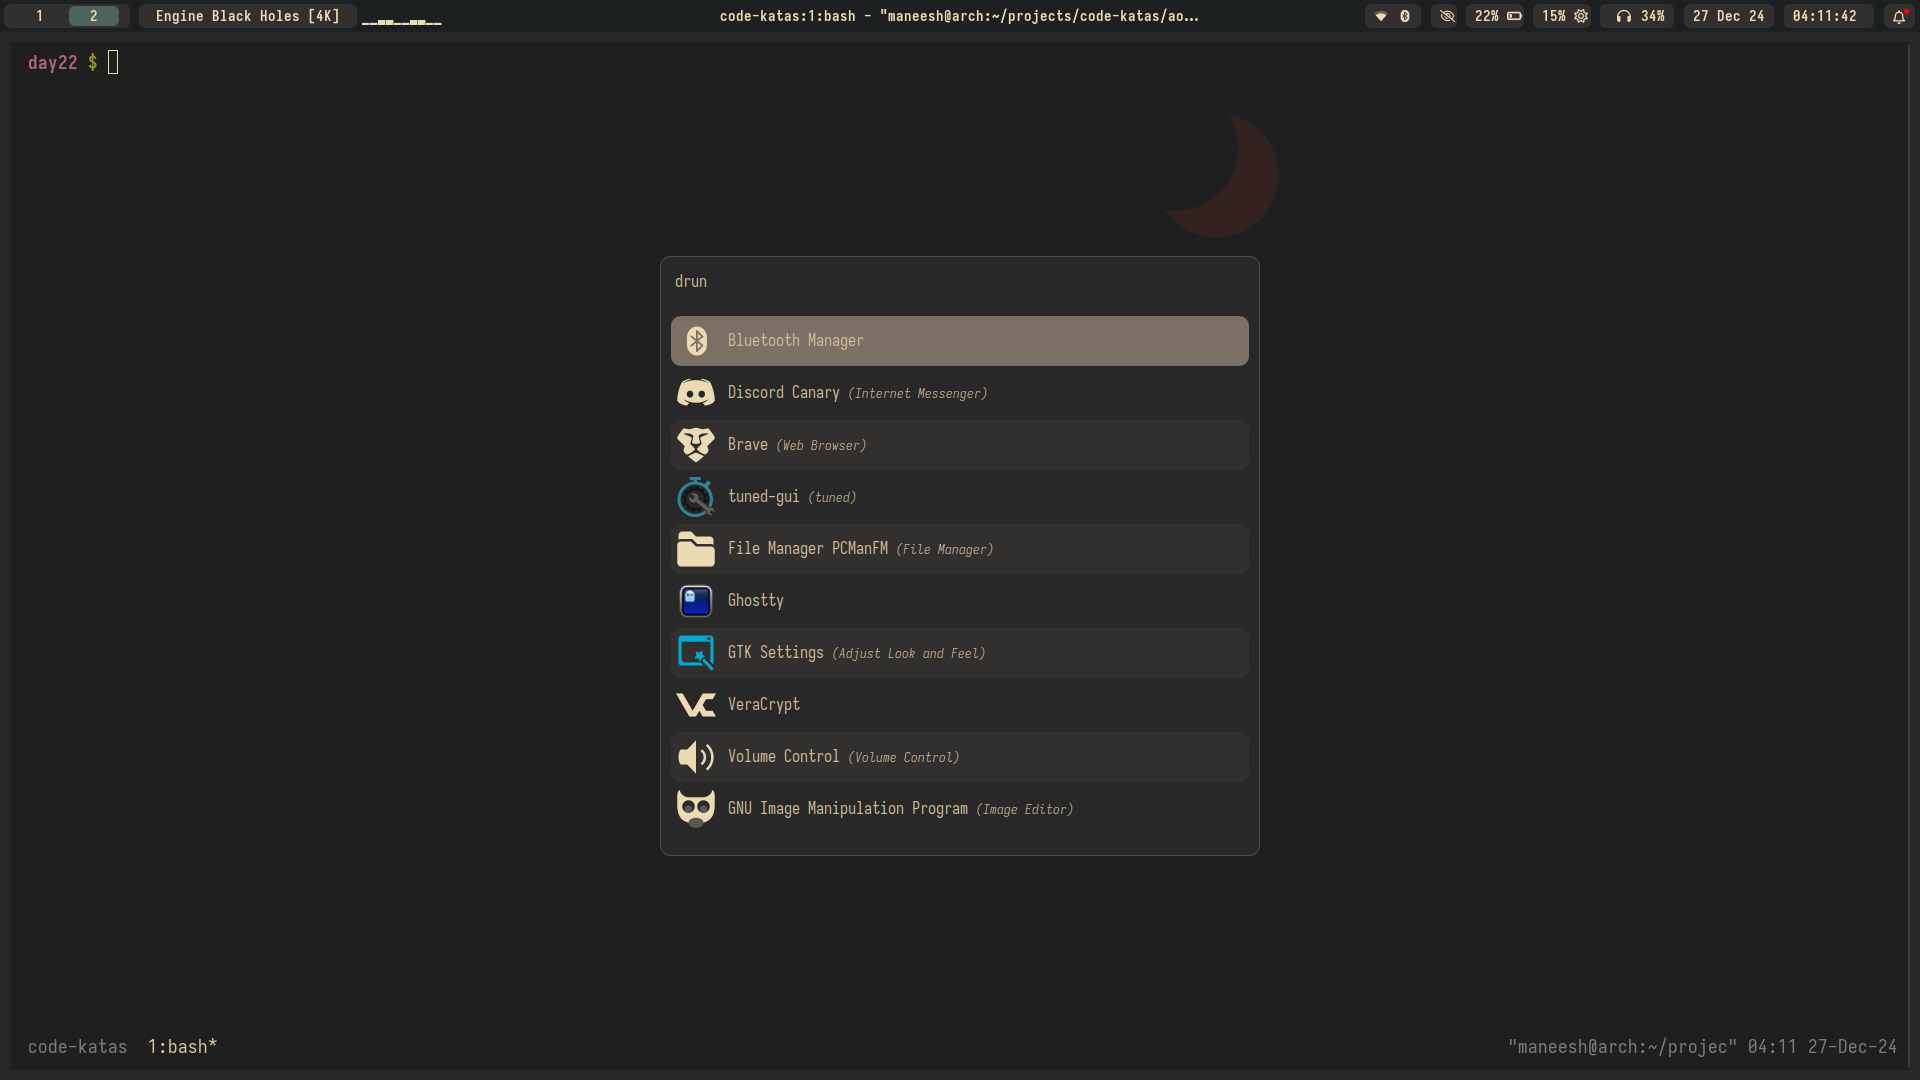 1 2 Engine Black Holes [4K] code-katas:1:bash - "maneesh@arch:~/projects/code-katas/ao... 22% 15% 34% 27 Dec 24 04:11:42
day22 $
drun
Bluetooth Manager
Discord Canary (Internet Messenger)
Brave (Web Browser)
tuned-gui (tuned)
File Manager PCManFM (File Manager)
Ghostty
GTK Settings (Adjust Look and Feel)
VeraCrypt
Volume Control (Volume Control)
GNU Image Manipulation Program (Image Editor)
code-katas 1:bash* "maneesh@arch:~/projec" 04:11 27-Dec-24